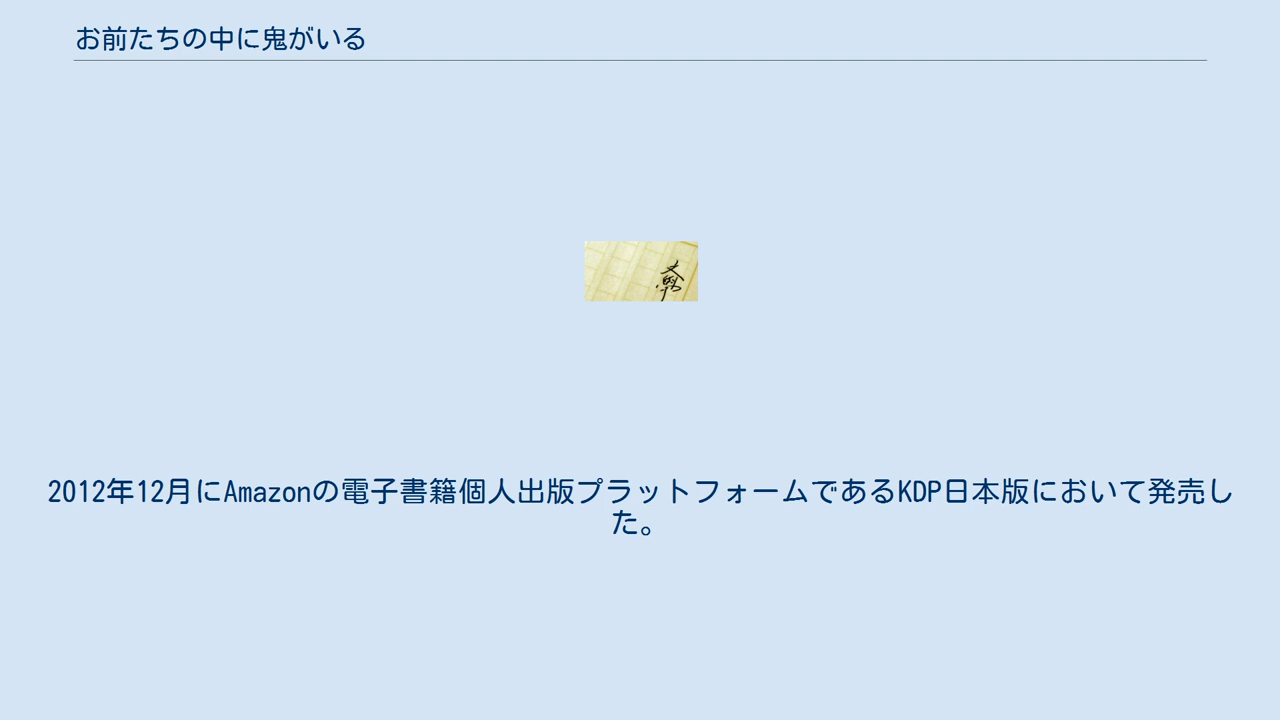 お前たちの中に鬼がいる
2012年12月にAmazonの電子書籍個人出版プラットフォームであるKDP日本版において発売し
た。